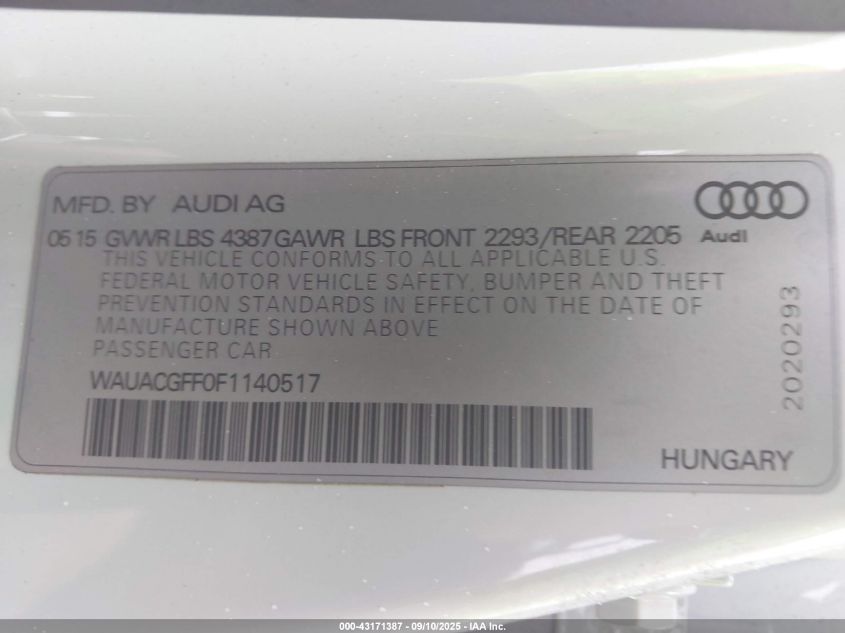 MFD. BY AUDI AG
05 15 GVWR LBS 4387 GAWR LBS FRONT 2293/REAR 2205
Audi
THIS VEHICLE CONFORMS TO ALL APPLICABLE U.S.
FEDERAL MOTOR VEHICLE SAFETY, BUMPER AND THEFT
PREVENTION STANDARDS IN EFFECT ON THE DATE OF
MANUFACTURE SHOWN ABOVE
PASSENGER CAR
WAUACGFF0F1140517
2020293
HUNGARY
000-43171387 - 09/10/2025 - IAA Inc.